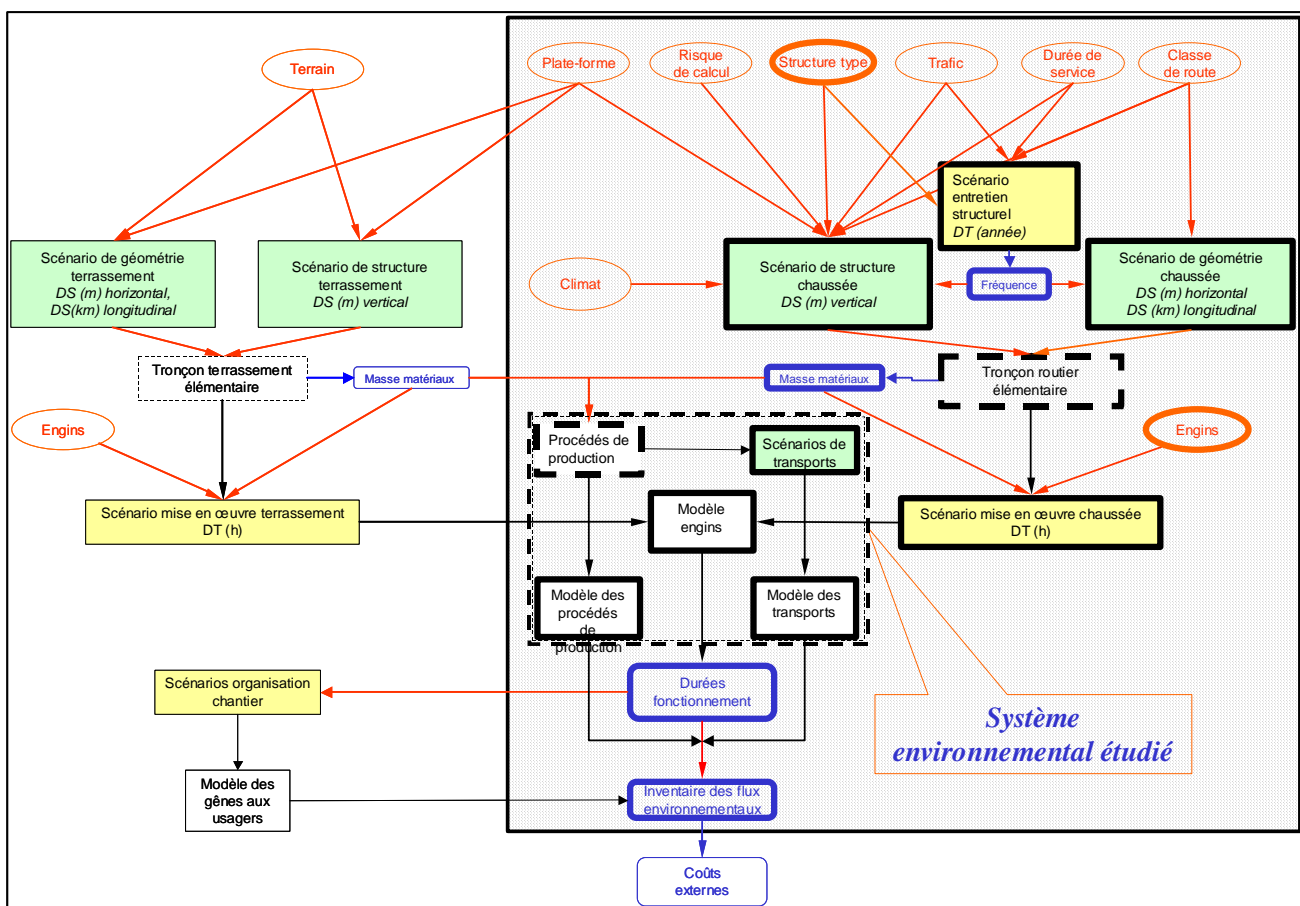 Terrain
Plate-forme
Risque
de calcul
Structure type
Trafic
Durée de
service
Classe
de route
Scénario
entretien
structurel
DT (année)
Scénario de géométrie
terrassement
DS (m) horizontal,
DS(km) longitudinal
Scénario de structure
terrassement
DS (m) vertical
Climat
Scénario de structure
chaussée
DS (m) vertical
Fréquence
Scénario de géométrie
chaussée
DS (m) horizontal
DS (km) longitudinal
Tronçon terrassement
élémentaire
Masse matériaux
Masse matériaux
Tronçon routier
élémentaire
Engins
Procédés de
production
Scénarios de
transports
Engins
Scénario mise en œuvre terrassement
DT (h)
Modèle
engins
Scénario mise en œuvre chaussée
DT (h)
Modèle des
procédés
de
production
Modèle des
transports
Scénarios organisation
chantier
Durées
fonctionnement
Système
environnemental étudié
Modèle des
gênes aux
usagers
Inventaire des flux
environnementaux
Coûts
externes